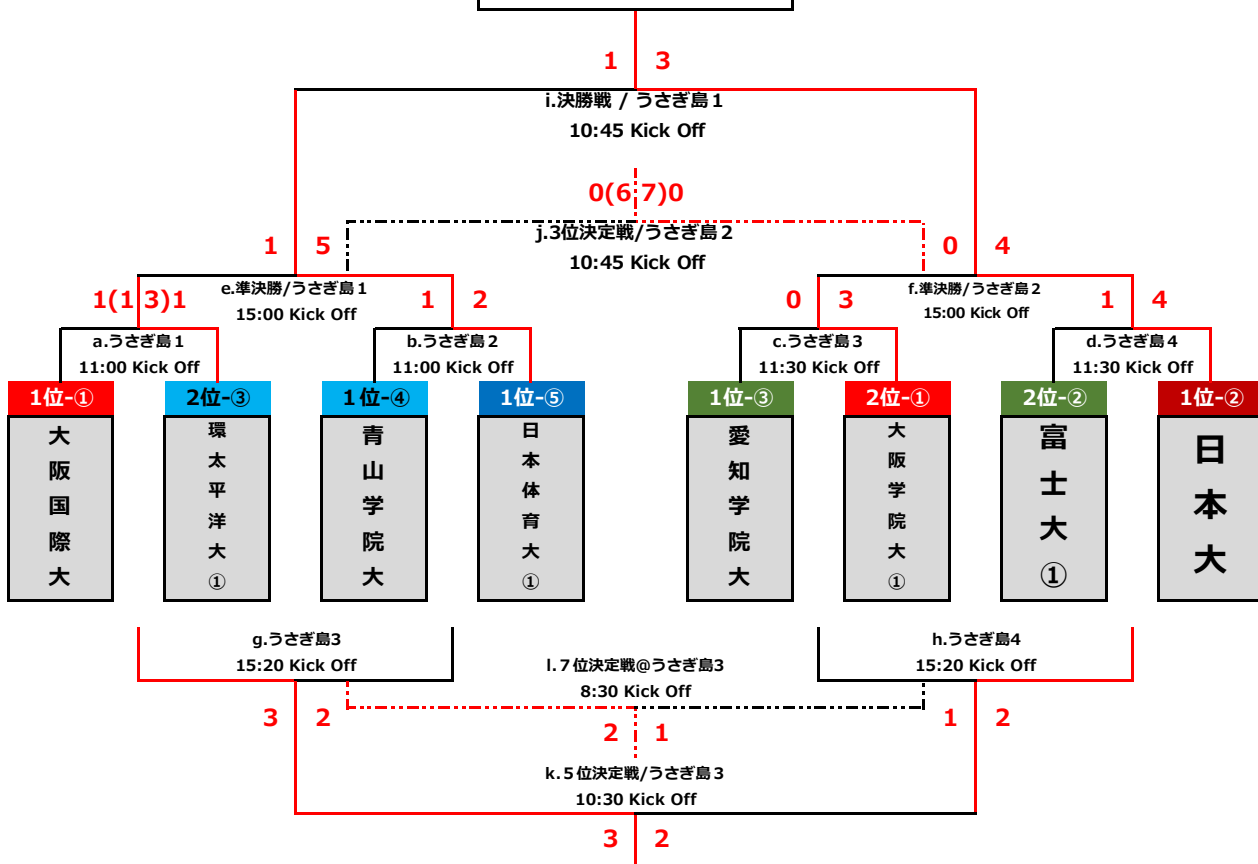 1 3
i.決勝戦 / うさぎ島1
10:45 Kick Off
0(6 7)0
j.3位決定戦/うさぎ島2
10:45 Kick Off
1 5
0 4
e.準決勝/うさぎ島1
15:00 Kick Off
f.準決勝/うさぎ島2
15:00 Kick Off
1(1 3)1
1 2
0 3
1 4
a.うさぎ島1
11:00 Kick Off
b.うさぎ島2
11:00 Kick Off
c.うさぎ島3
11:30 Kick Off
d.うさぎ島4
11:30 Kick Off
1位-①
2位-③
1位-④
1位-⑤
1位-③
2位-①
2位-②
1位-②
大阪国際大
環太平洋大①
青山学院大
日本体育大①
愛知学院大
大阪学院大①
富士大①
日本大
g.うさぎ島3
15:20 Kick Off
h.うさぎ島4
15:20 Kick Off
l.7位決定戦@うさぎ島3
8:30 Kick Off
3 2
1 2
2 1
k.5位決定戦/うさぎ島3
10:30 Kick Off
3 2